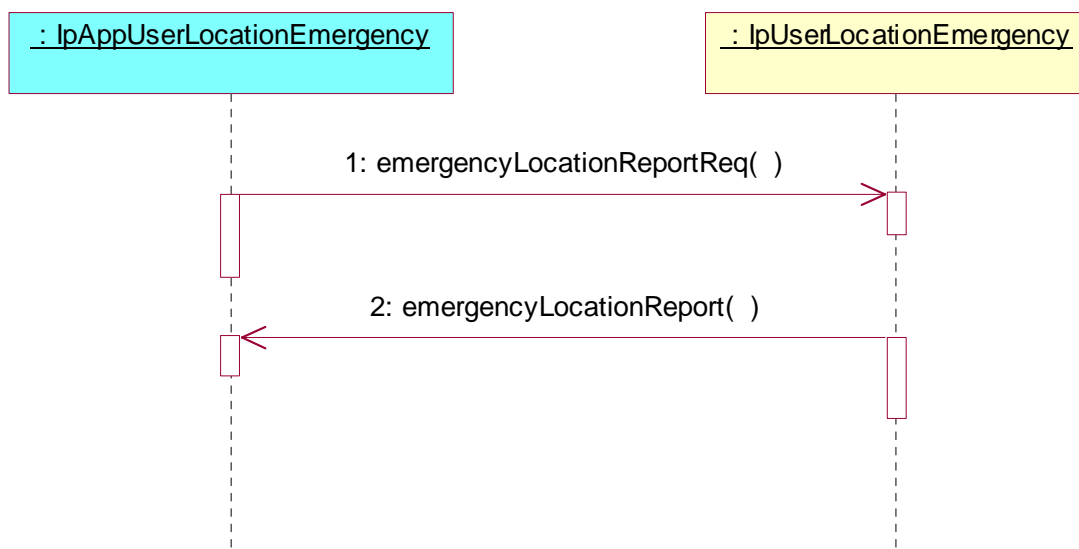 : IpAppUserLocationEmergency
: IpUserLocationEmergency
1: emergencyLocationReportReq( )
2: emergencyLocationReport( )